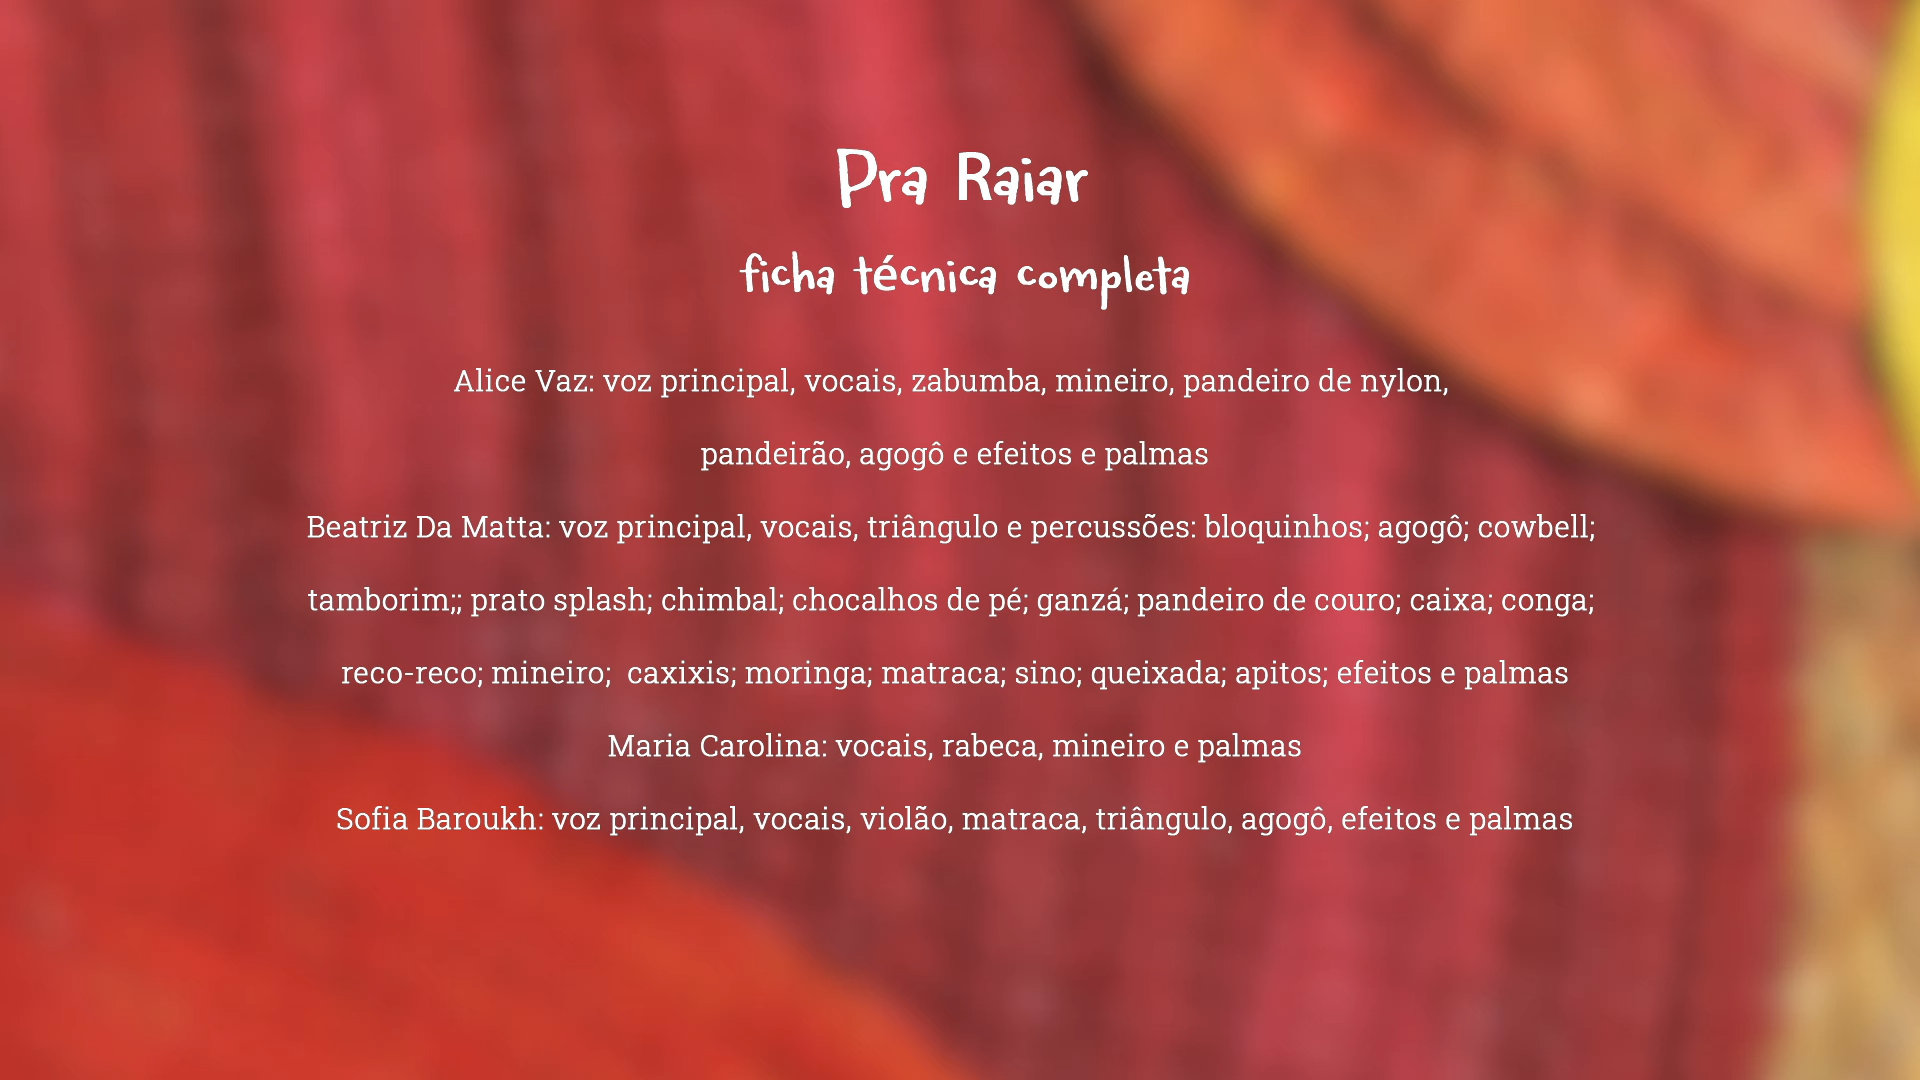 Pra Raiar
ficha técnica completa
Alice Vaz: voz principal, vocais, zabumba, mineiro, pandeiro de nylon,
pandeirão, agogô e efeitos e palmas
Beatriz Da Matta: voz principal, vocais, triângulo e percussões: bloquinhos; agogô; cowbell;
tamborim;; prato splash; chimbal; chocalhos de pé; ganzá; pandeiro de couro; caixa; conga;
reco-reco; mineiro;  caxixis; moringa; matraca; sino; queixada; apitos; efeitos e palmas
Maria Carolina: vocais, rabeca, mineiro e palmas
Sofia Baroukh: voz principal, vocais, violão, matraca, triângulo, agogô, efeitos e palmas